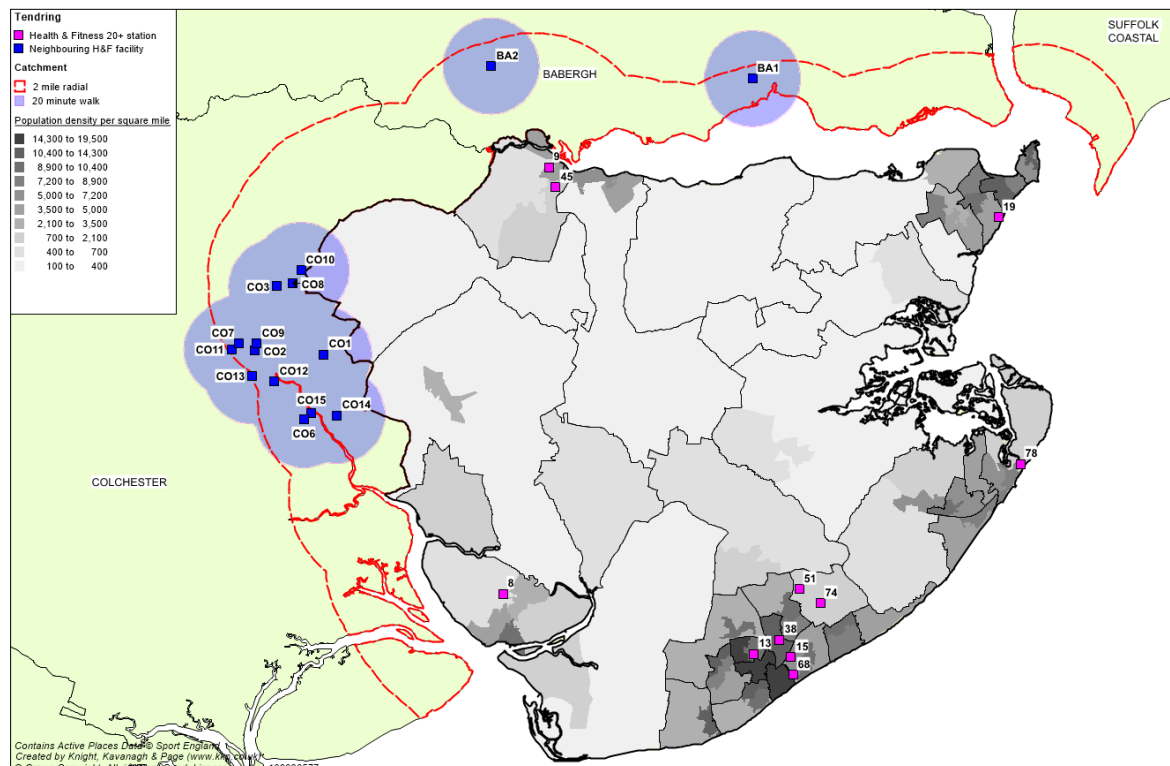 Tendring
Health & Fitness 20+ station
Neighbouring H&F facility
Catchment
2 mile radial
20 minute walk
Population density per square mile
14,300 to 19,500
10,400 to 14,300
8,900 to 10,400
7,200 to 8,900
5,000 to 7,200
3,500 to 5,000
2,100 to 3,500
700 to 2,100
400 to 700
100 to 400
SUFFOLK
COASTAL
BA2
BABERGH
BA1
9
45
19
CO10
CO3
CO8
CO7
CO9
CO11
CO2
CO1
CO13
CO12
CO15
CO14
CO6
COLCHESTER
78
8
51
74
38
13
15
68
Contains Active Places Data © Sport England
Created by Knight, Kavanagh & Page (www.kkp.co.uk)